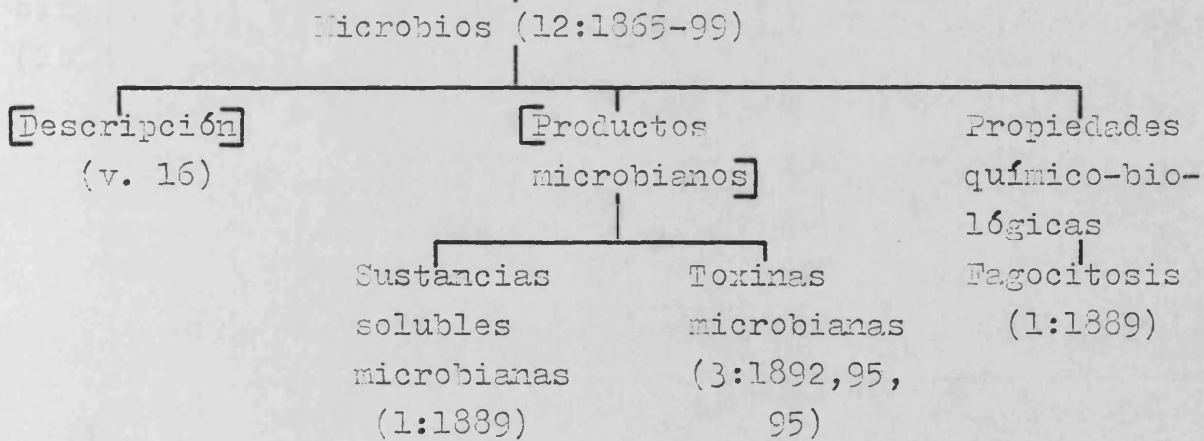 Microbios (12:1865-99)
[Descripción]
(v. 16)
[Productos
microbianos]
Propiedades
químico-bio-
lógicas
Sustancias
solubles
microbianas
(1:1889)
Toxinas
microbianas
(3:1892,95,
95)
Fagocitosis
(1:1889)